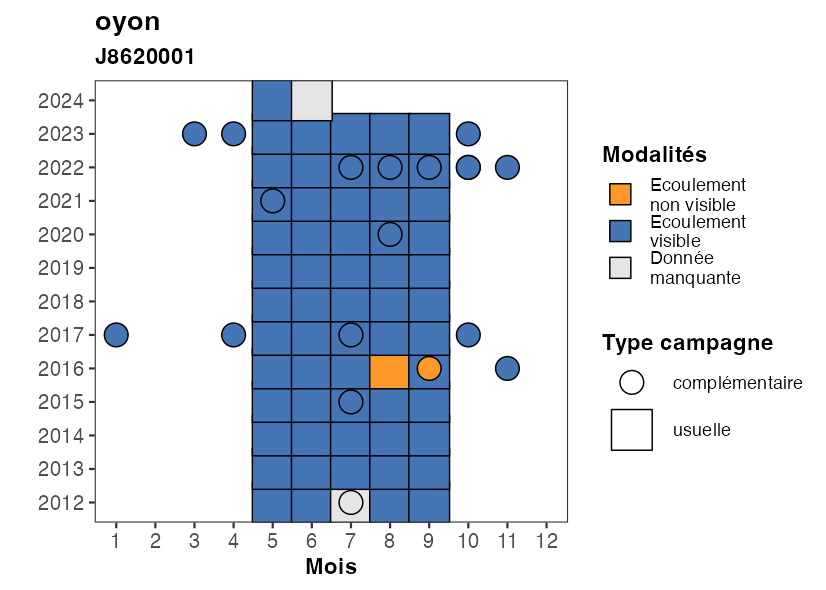 oyon
J8620001
2024
2023
2022
2021
2020
2019
2018
2017
2016
2015
2014
2013
2012
1 2 3 4 5 6 7 8 9 10 11 12
Mois
Modalités
Ecoulement
non visible
Ecoulement
visible
Donnée
manquante
Type campagne
complémentaire
usuelle